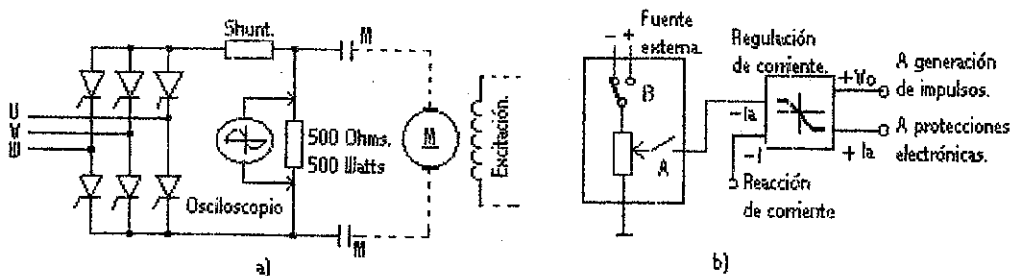 Shunt.
M
U
V
W
500 Ohms.
500 Watts
Osciloscopio
M
Excitación.
M
a)
Fuente
externa.
- +
B
A
Regulación
de corriente.
-Ia
-I
+Vo
+ Ia
A generación
de impulsos.
A protecciones
electrónicas.
Reacción
de corriente
b)